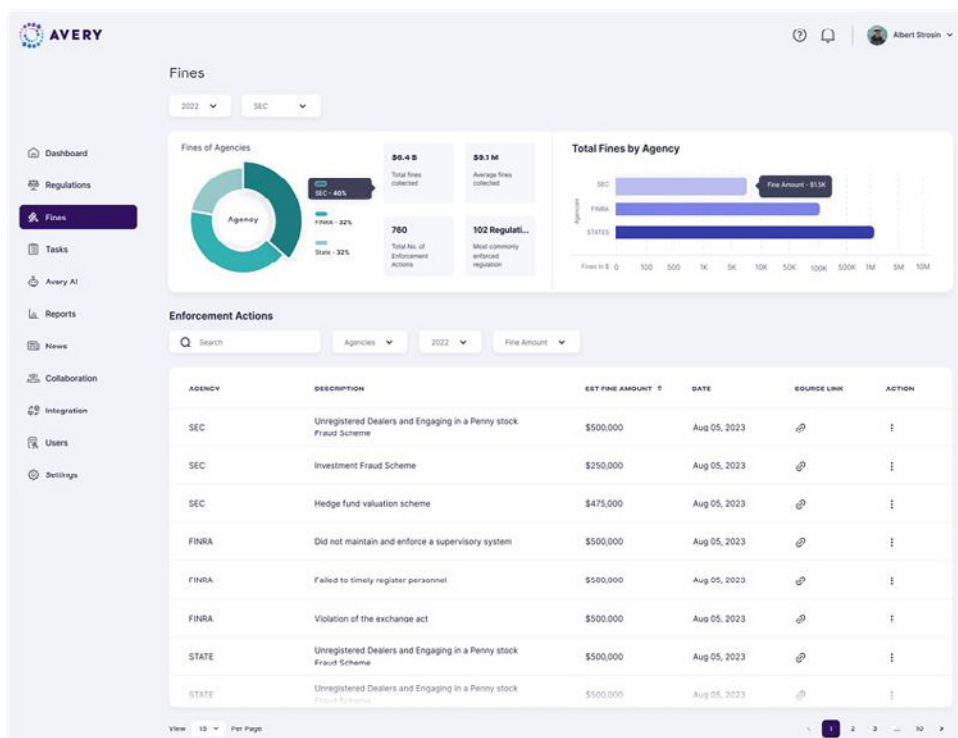 AVERY
Albert Strosin
Fines
2022
SEC
Dashboard
Regulations
Fines
Tasks
Avery AI
Reports
News
Collaboration
Integration
Users
Settings
Fines of Agencies
Agency
SEC - 40%
FINRA - 32%
State - 32%
$6.4 B
Total fines
collected
$9.1 M
Average fines
collected
760
Total No. of
Enforcement
Actions
102 Regulati...
Most commonly
enforced
regulation
Total Fines by Agency
Agencies
SEC
Fine Amount - $1.5K
FINRA
STATES
Fines in $ 0 100 500 1K 5K 10K 50K 100K 500K 1M 5M 10M
Enforcement Actions
Search
Agencies
2022
Fine Amount
AGENCY DESCRIPTION EST FINE AMOUNT DATE SOURCE LINK ACTION
SEC Unregistered Dealers and Engaging in a Penny stock
Fraud Scheme $500,000 Aug 05, 2023
SEC Investment Fraud Scheme $250,000 Aug 05, 2023
SEC Hedge fund valuation scheme $475,000 Aug 05, 2023
FINRA Did not maintain and enforce a supervisory system $500,000 Aug 05, 2023
FINRA Failed to timely register personnel $500,000 Aug 05, 2023
FINRA Violation of the exchange act $500,000 Aug 05, 2023
STATE Unregistered Dealers and Engaging in a Penny stock
Fraud Scheme $500,000 Aug 05, 2023
STATE Unregistered Dealers and Engaging in a Penny stock
Fraud Scheme $500,000 Aug 05, 2023
View 15 Per Page
1 2 3 ... 10